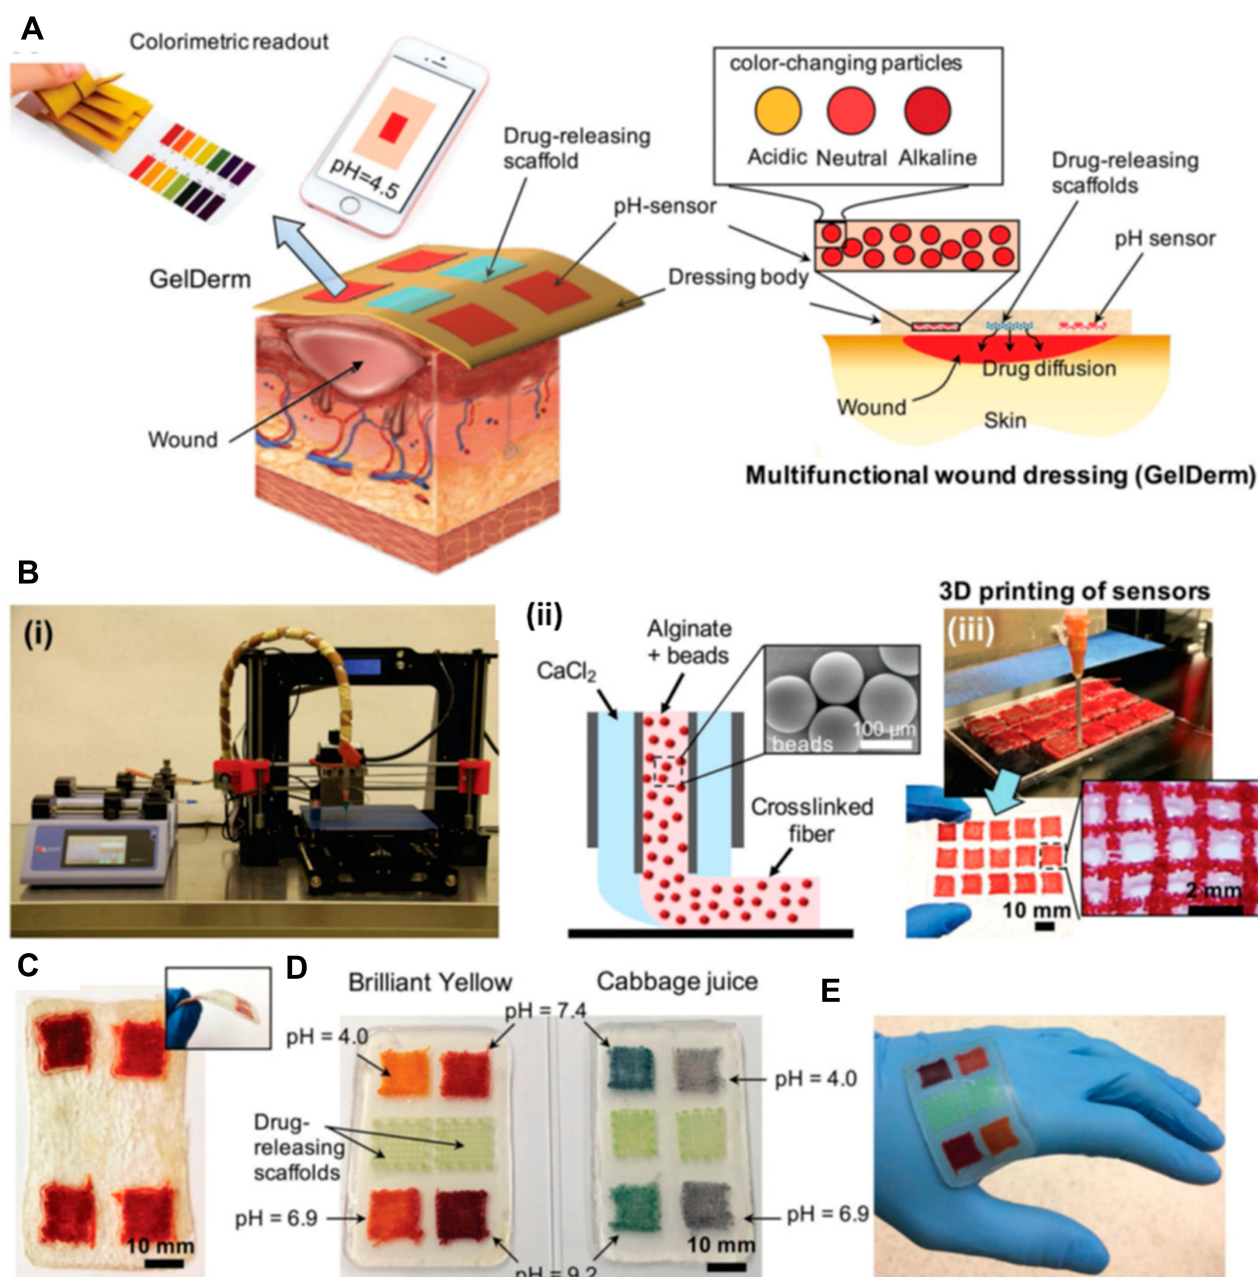 A
Colorimetric readout
pH=4.5
Drug-releasing
scaffold
pH-sensor
GelDerm
Dressing body
Wound
color-changing particles
Acidic Neutral Alkaline
Drug-releasing
scaffolds
pH sensor
Drug diffusion
Wound
Skin
Multifunctional wound dressing (GelDerm)
B
(i)
(ii)
Alginate
+ beads
CaCl2
100 µm
beads
Crosslinked
fiber
3D printing of sensors
(iii)
10 mm
2 mm
C
10 mm
D
Brilliant Yellow
Cabbage juice
pH = 7.4
pH = 4.0
pH = 4.0
Drug-
releasing
scaffolds
pH = 6.9
pH = 6.9
10 mm
pH = 9.2
E